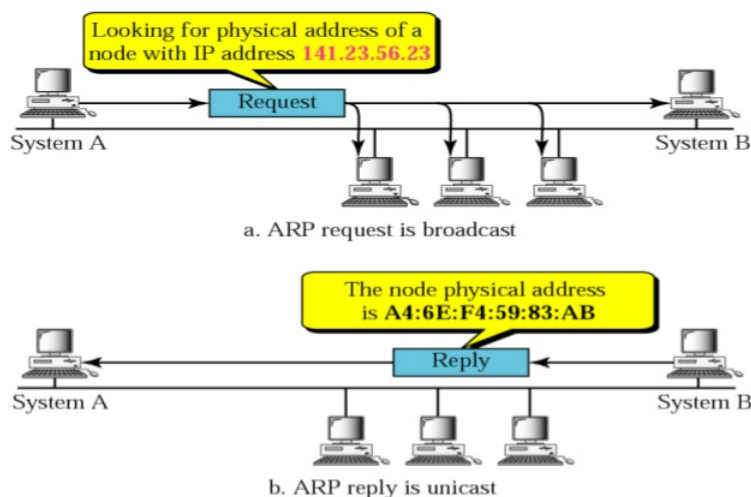 Looking for physical address of a
node with IP address 141.23.56.23
Request
System A
System B
a. ARP request is broadcast
The node physical address
is A4:6E:F4:59:83:AB
Reply
System A
System B
b. ARP reply is unicast